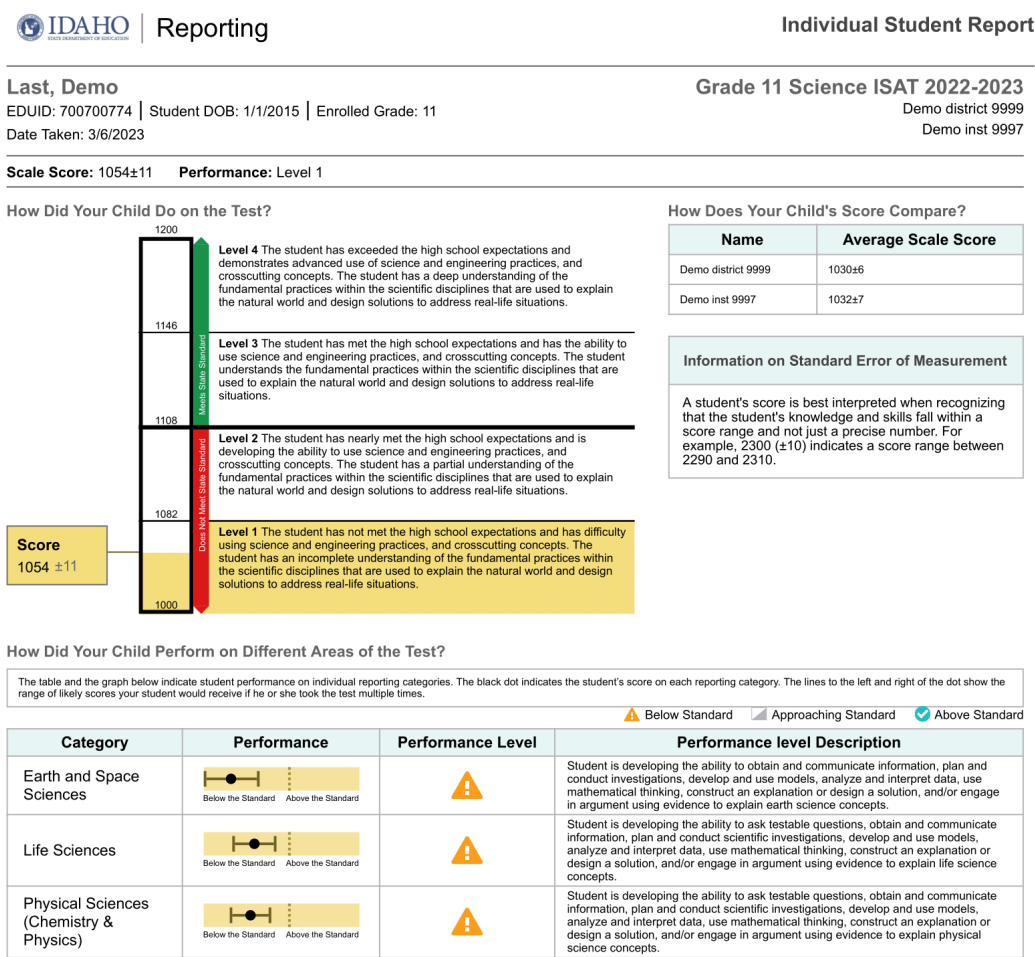 IDAHO
STATE DEPARTMENT OF EDUCATION
Reporting
Individual Student Report
Last, Demo
EDUID: 700700774 | Student DOB: 1/1/2015 | Enrolled Grade: 11
Date Taken: 3/6/2023
Grade 11 Science ISAT 2022-2023
Demo district 9999
Demo inst 9997
Scale Score: 1054±11 Performance: Level 1
How Did Your Child Do on the Test?
1200
1146
1108
1082
1000
Score
1054 ±11
Meets State Standard
Does Not Meet State Standard
Level 4 The student has exceeded the high school expectations and
demonstrates advanced use of science and engineering practices, and
crosscutting concepts. The student has a deep understanding of the
fundamental practices within the scientific disciplines that are used to explain
the natural world and design solutions to address real-life situations.
Level 3 The student has met the high school expectations and has the ability to
use science and engineering practices, and crosscutting concepts. The student
understands the fundamental practices within the scientific disciplines that are
used to explain the natural world and design solutions to address real-life
situations.
Level 2 The student has nearly met the high school expectations and is
developing the ability to use science and engineering practices, and
crosscutting concepts. The student has a partial understanding of the
fundamental practices within the scientific disciplines that are used to explain
the natural world and design solutions to address real-life situations.
Level 1 The student has not met the high school expectations and has difficulty
using science and engineering practices, and crosscutting concepts. The
student has an incomplete understanding of the fundamental practices within
the scientific disciplines that are used to explain the natural world and design
solutions to address real-life situations.
How Does Your Child's Score Compare?
Name Average Scale Score
Demo district 9999 1030±6
Demo inst 9997 1032±7
Information on Standard Error of Measurement
A student's score is best interpreted when recognizing
that the student's knowledge and skills fall within a
score range and not just a precise number. For
example, 2300 (±10) indicates a score range between
2290 and 2310.
How Did Your Child Perform on Different Areas of the Test?
The table and the graph below indicate student performance on individual reporting categories. The black dot indicates the student's score on each reporting category. The lines to the left and right of the dot show the
range of likely scores your student would receive if he or she took the test multiple times.
Below Standard Approaching Standard Above Standard
Category Performance Performance Level Performance level Description
Earth and Space
Sciences
Below the Standard Above the Standard
Student is developing the ability to obtain and communicate information, plan and
conduct investigations, develop and use models, analyze and interpret data, use
mathematical thinking, construct an explanation or design a solution, and/or engage
in argument using evidence to explain earth science concepts.
Life Sciences
Below the Standard Above the Standard
Student is developing the ability to ask testable questions, obtain and communicate
information, plan and conduct scientific investigations, develop and use models,
analyze and interpret data, use mathematical thinking, construct an explanation or
design a solution, and/or engage in argument using evidence to explain life science
concepts.
Physical Sciences
(Chemistry &
Physics)
Below the Standard Above the Standard
Student is developing the ability to ask testable questions, obtain and communicate
information, plan and conduct scientific investigations, develop and use models,
analyze and interpret data, use mathematical thinking, construct an explanation or
design a solution, and/or engage in argument using evidence to explain physical
science concepts.